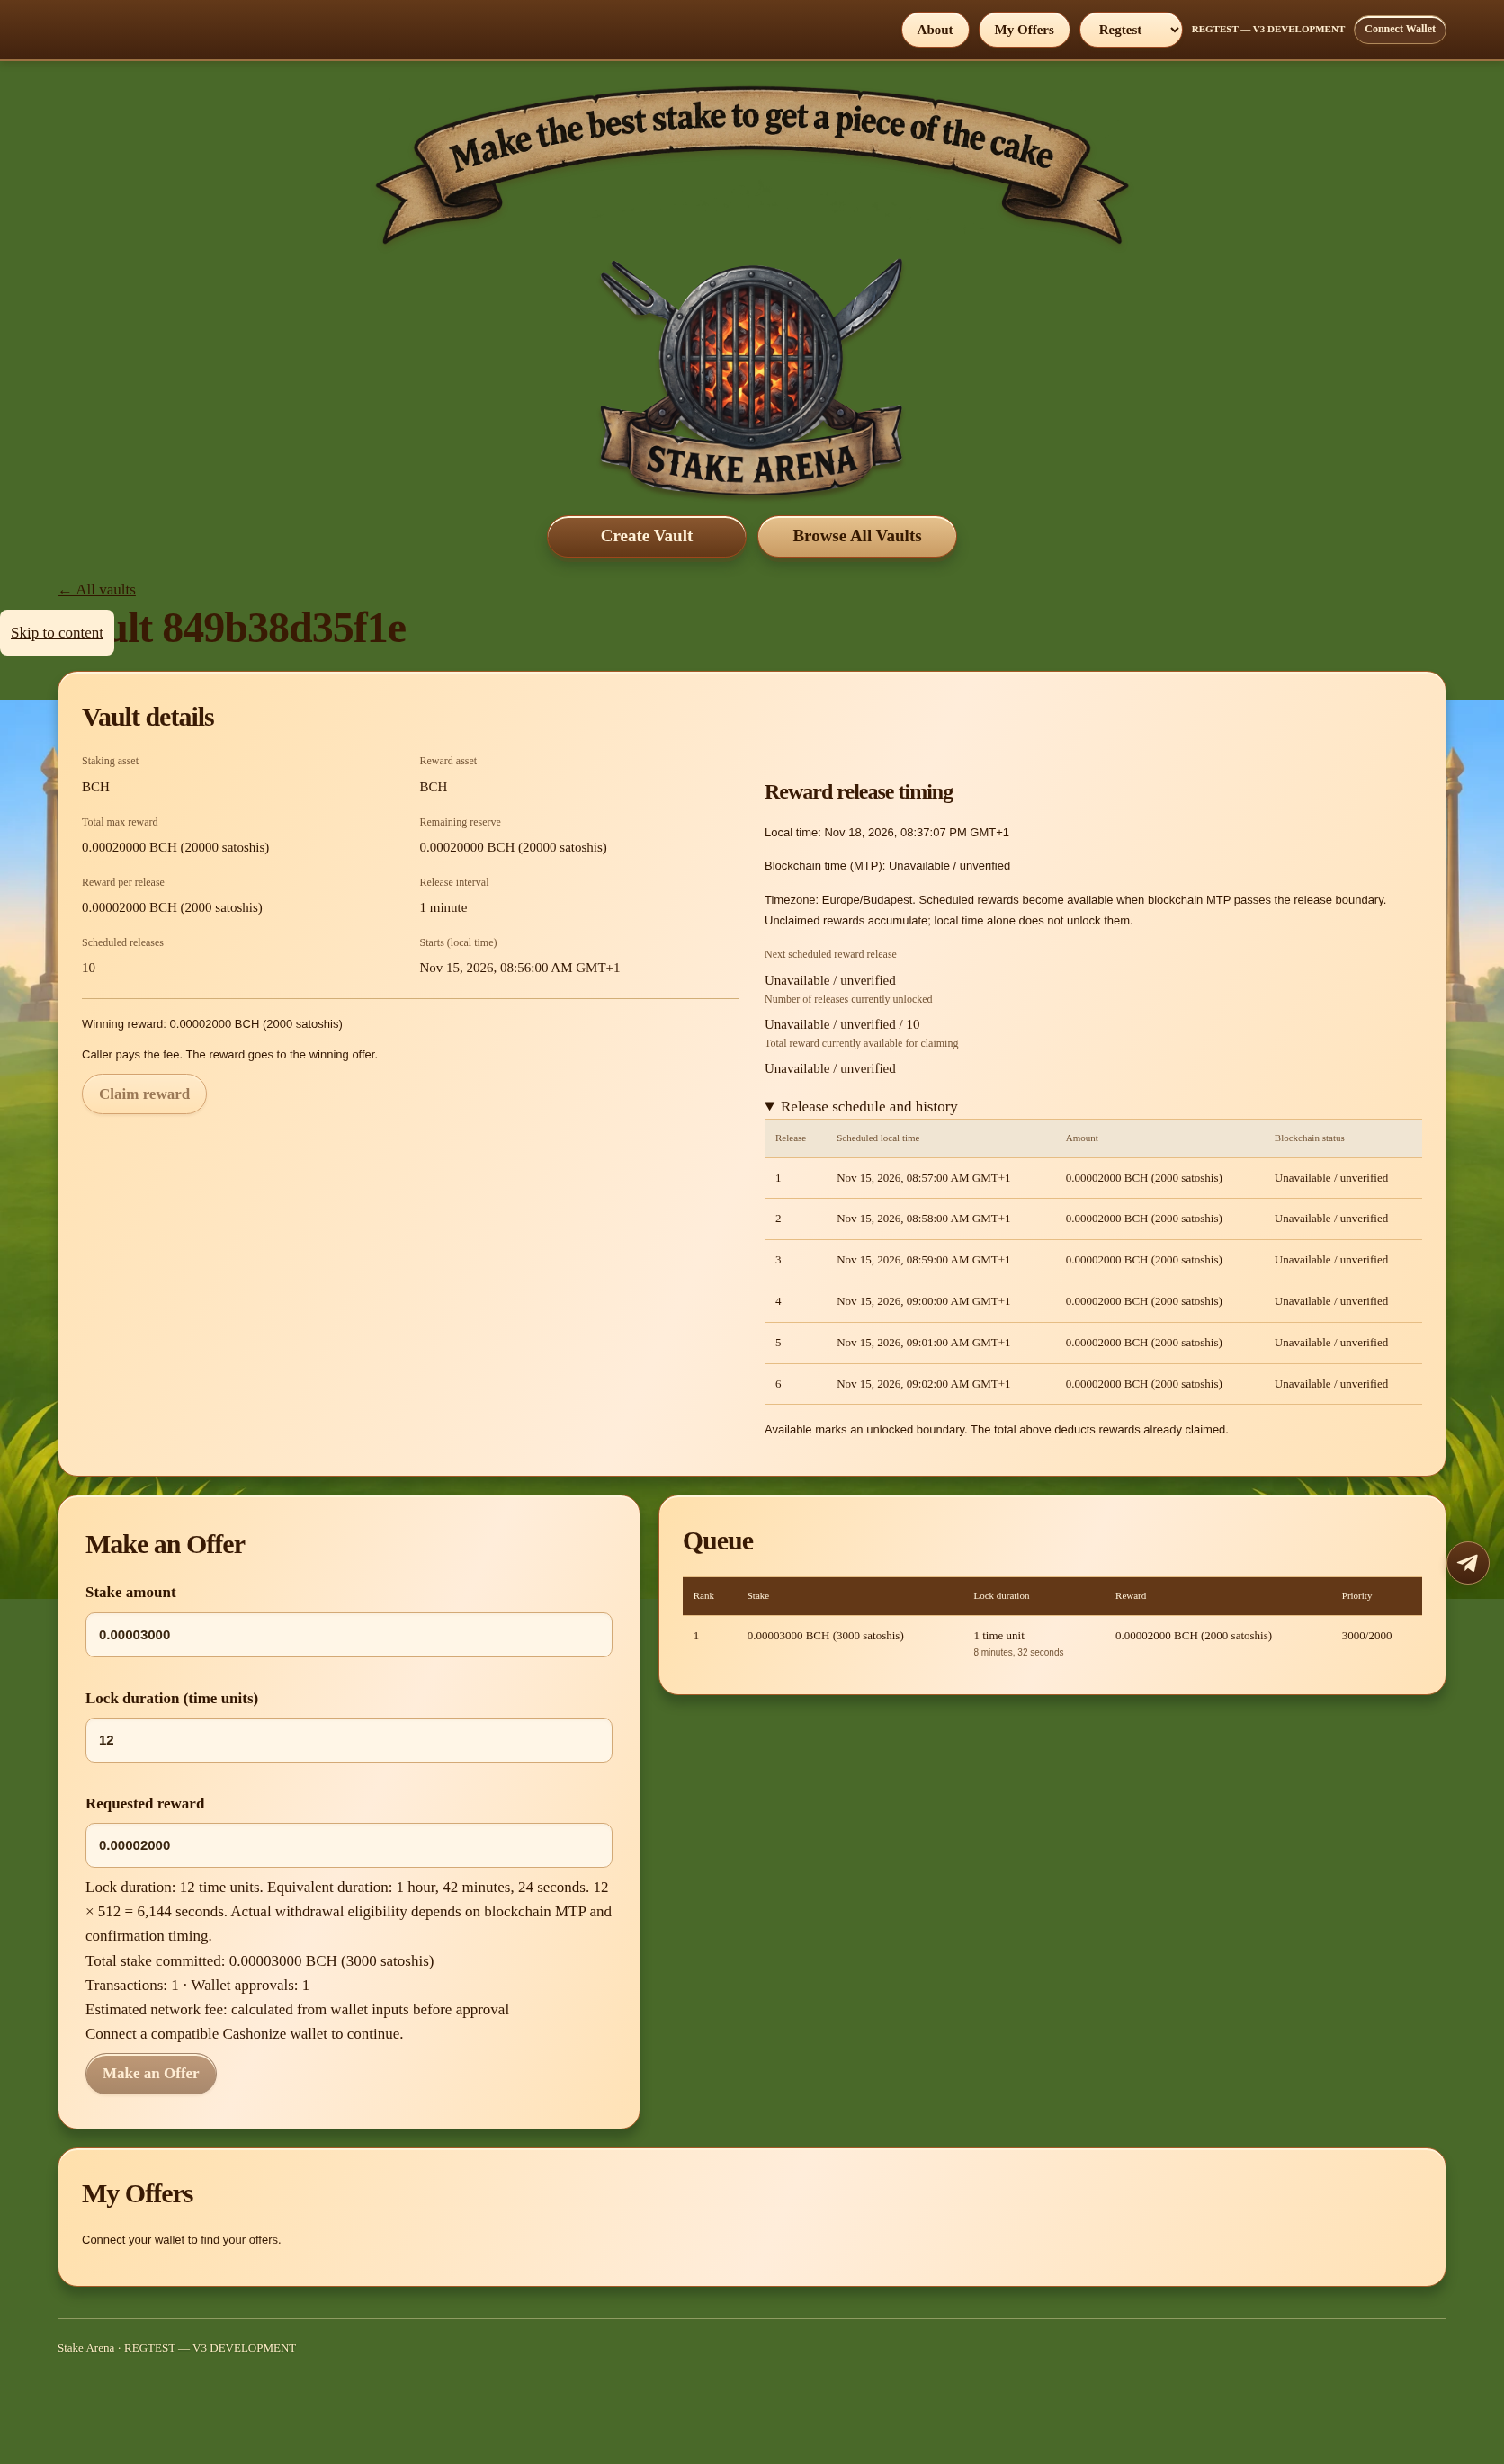 About
My Offers
Regtest
REGTEST — V3 DEVELOPMENT
Connect Wallet
Make the best stake to get a piece of the cake
STAKE ARENA
Create Vault
Browse All Vaults
← All vaults
Skip to content
ult 849b38d35f1e
Vault details
Staking asset
BCH
Reward asset
BCH
Total max reward
0.00020000 BCH (20000 satoshis)
Remaining reserve
0.00020000 BCH (20000 satoshis)
Reward per release
0.00002000 BCH (2000 satoshis)
Release interval
1 minute
Scheduled releases
10
Starts (local time)
Nov 15, 2026, 08:56:00 AM GMT+1
Winning reward: 0.00002000 BCH (2000 satoshis)
Caller pays the fee. The reward goes to the winning offer.
Claim reward
Reward release timing
Local time: Nov 18, 2026, 08:37:07 PM GMT+1
Blockchain time (MTP): Unavailable / unverified
Timezone: Europe/Budapest. Scheduled rewards become available when blockchain MTP passes the release boundary.
Unclaimed rewards accumulate; local time alone does not unlock them.
Next scheduled reward release
Unavailable / unverified
Number of releases currently unlocked
Unavailable / unverified / 10
Total reward currently available for claiming
Unavailable / unverified
▼ Release schedule and history
Release Scheduled local time Amount Blockchain status
1 Nov 15, 2026, 08:57:00 AM GMT+1 0.00002000 BCH (2000 satoshis) Unavailable / unverified
2 Nov 15, 2026, 08:58:00 AM GMT+1 0.00002000 BCH (2000 satoshis) Unavailable / unverified
3 Nov 15, 2026, 08:59:00 AM GMT+1 0.00002000 BCH (2000 satoshis) Unavailable / unverified
4 Nov 15, 2026, 09:00:00 AM GMT+1 0.00002000 BCH (2000 satoshis) Unavailable / unverified
5 Nov 15, 2026, 09:01:00 AM GMT+1 0.00002000 BCH (2000 satoshis) Unavailable / unverified
6 Nov 15, 2026, 09:02:00 AM GMT+1 0.00002000 BCH (2000 satoshis) Unavailable / unverified
Available marks an unlocked boundary. The total above deducts rewards already claimed.
Make an Offer
Stake amount
0.00003000
Lock duration (time units)
12
Requested reward
0.00002000
Lock duration: 12 time units. Equivalent duration: 1 hour, 42 minutes, 24 seconds. 12
× 512 = 6,144 seconds. Actual withdrawal eligibility depends on blockchain MTP and
confirmation timing.
Total stake committed: 0.00003000 BCH (3000 satoshis)
Transactions: 1 · Wallet approvals: 1
Estimated network fee: calculated from wallet inputs before approval
Connect a compatible Cashonize wallet to continue.
Make an Offer
Queue
Rank Stake Lock duration Reward Priority
1 0.00003000 BCH (3000 satoshis) 1 time unit 0.00002000 BCH (2000 satoshis) 3000/2000
8 minutes, 32 seconds
My Offers
Connect your wallet to find your offers.
Stake Arena · REGTEST — V3 DEVELOPMENT